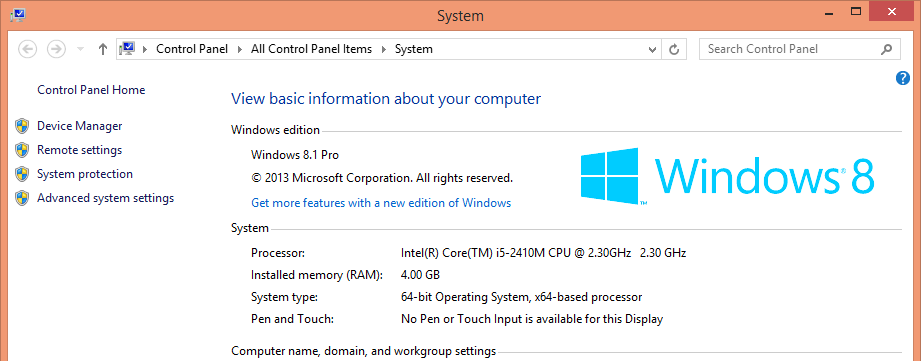 System
Control Panel All Control Panel Items System
Search Control Panel
Control Panel Home
Device Manager
Remote settings
System protection
Advanced system settings
View basic information about your computer
Windows edition
Windows 8.1 Pro
© 2013 Microsoft Corporation. All rights reserved.
Get more features with a new edition of Windows
Windows® 8
System
Processor: Intel(R) Core(TM) i5-2410M CPU @ 2.30GHz 2.30 GHz
Installed memory (RAM): 4.00 GB
System type: 64-bit Operating System, x64-based processor
Pen and Touch: No Pen or Touch Input is available for this Display
Computer name, domain, and workgroup settings